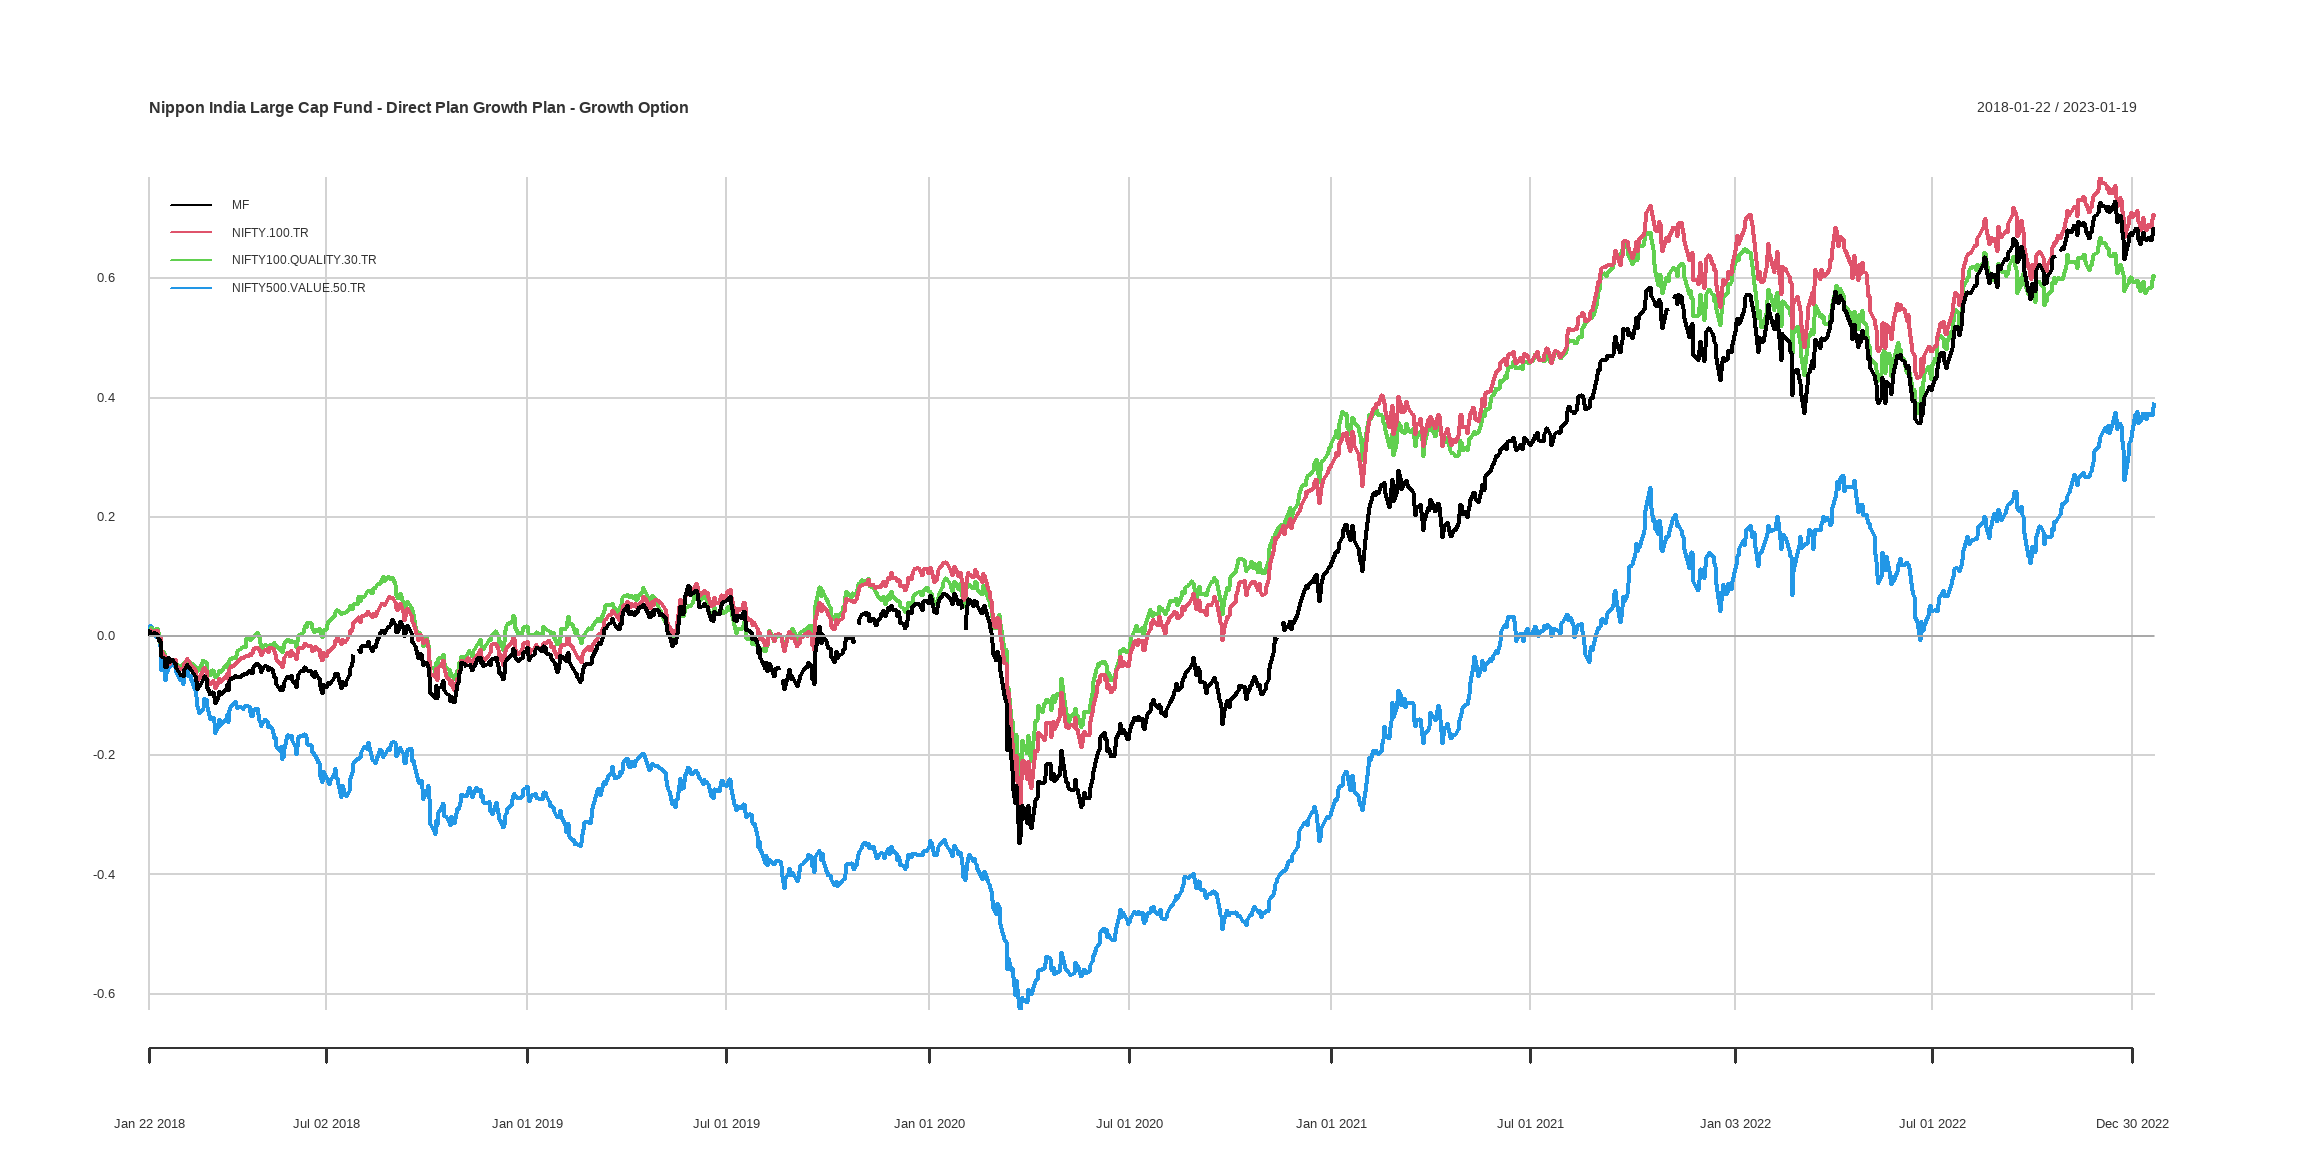 Nippon India Large Cap Fund - Direct Plan Growth Plan - Growth Option
2018-01-22 / 2023-01-19
MF
NIFTY.100.TR
NIFTY100.QUALITY.30.TR
NIFTY500.VALUE.50.TR
0.6
0.4
0.2
0.0
-0.2
-0.4
-0.6
Jan 22 2018 Jul 02 2018 Jan 01 2019 Jul 01 2019 Jan 01 2020 Jul 01 2020 Jan 01 2021 Jul 01 2021 Jan 03 2022 Jul 01 2022 Dec 30 2022